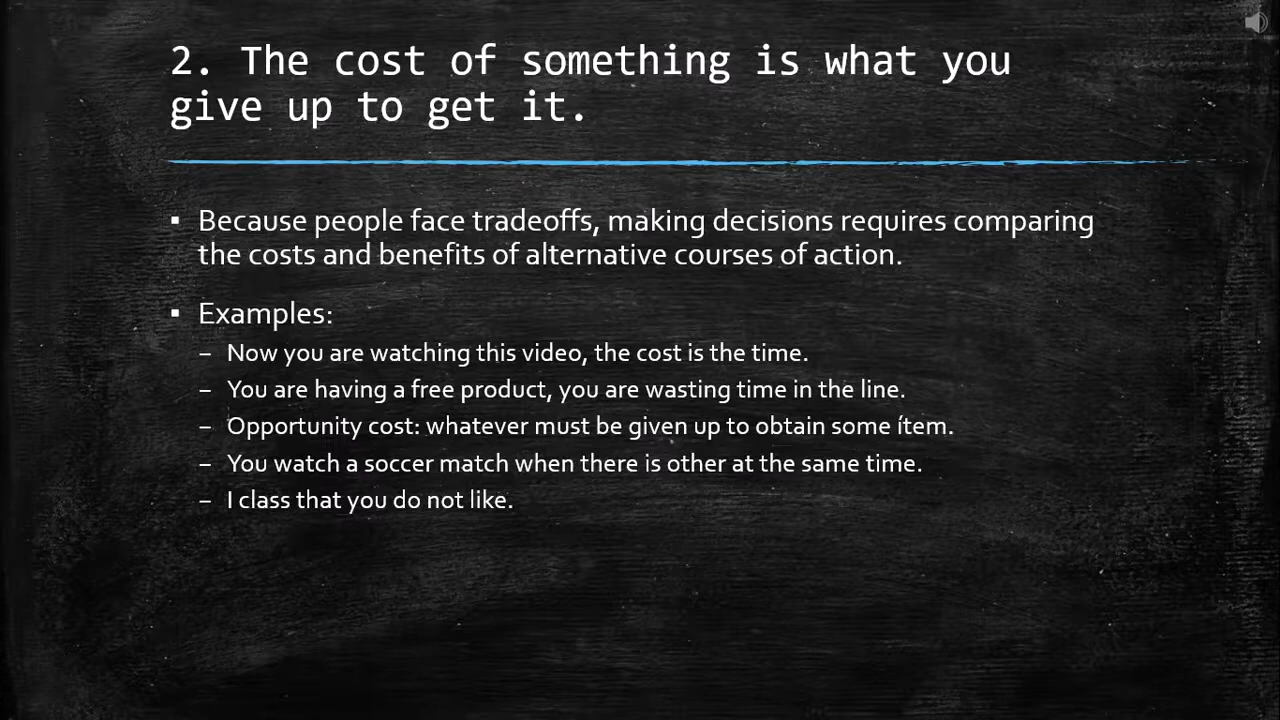 2. The cost of something is what you
give up to get it.
▪ Because people face tradeoffs, making decisions requires comparing
the costs and benefits of alternative courses of action.
▪ Examples:
– Now you are watching this video, the cost is the time.
– You are having a free product, you are wasting time in the line.
– Opportunity cost: whatever must be given up to obtain some ítem.
– You watch a soccer match when there is other at the same time.
– I class that you do not like.